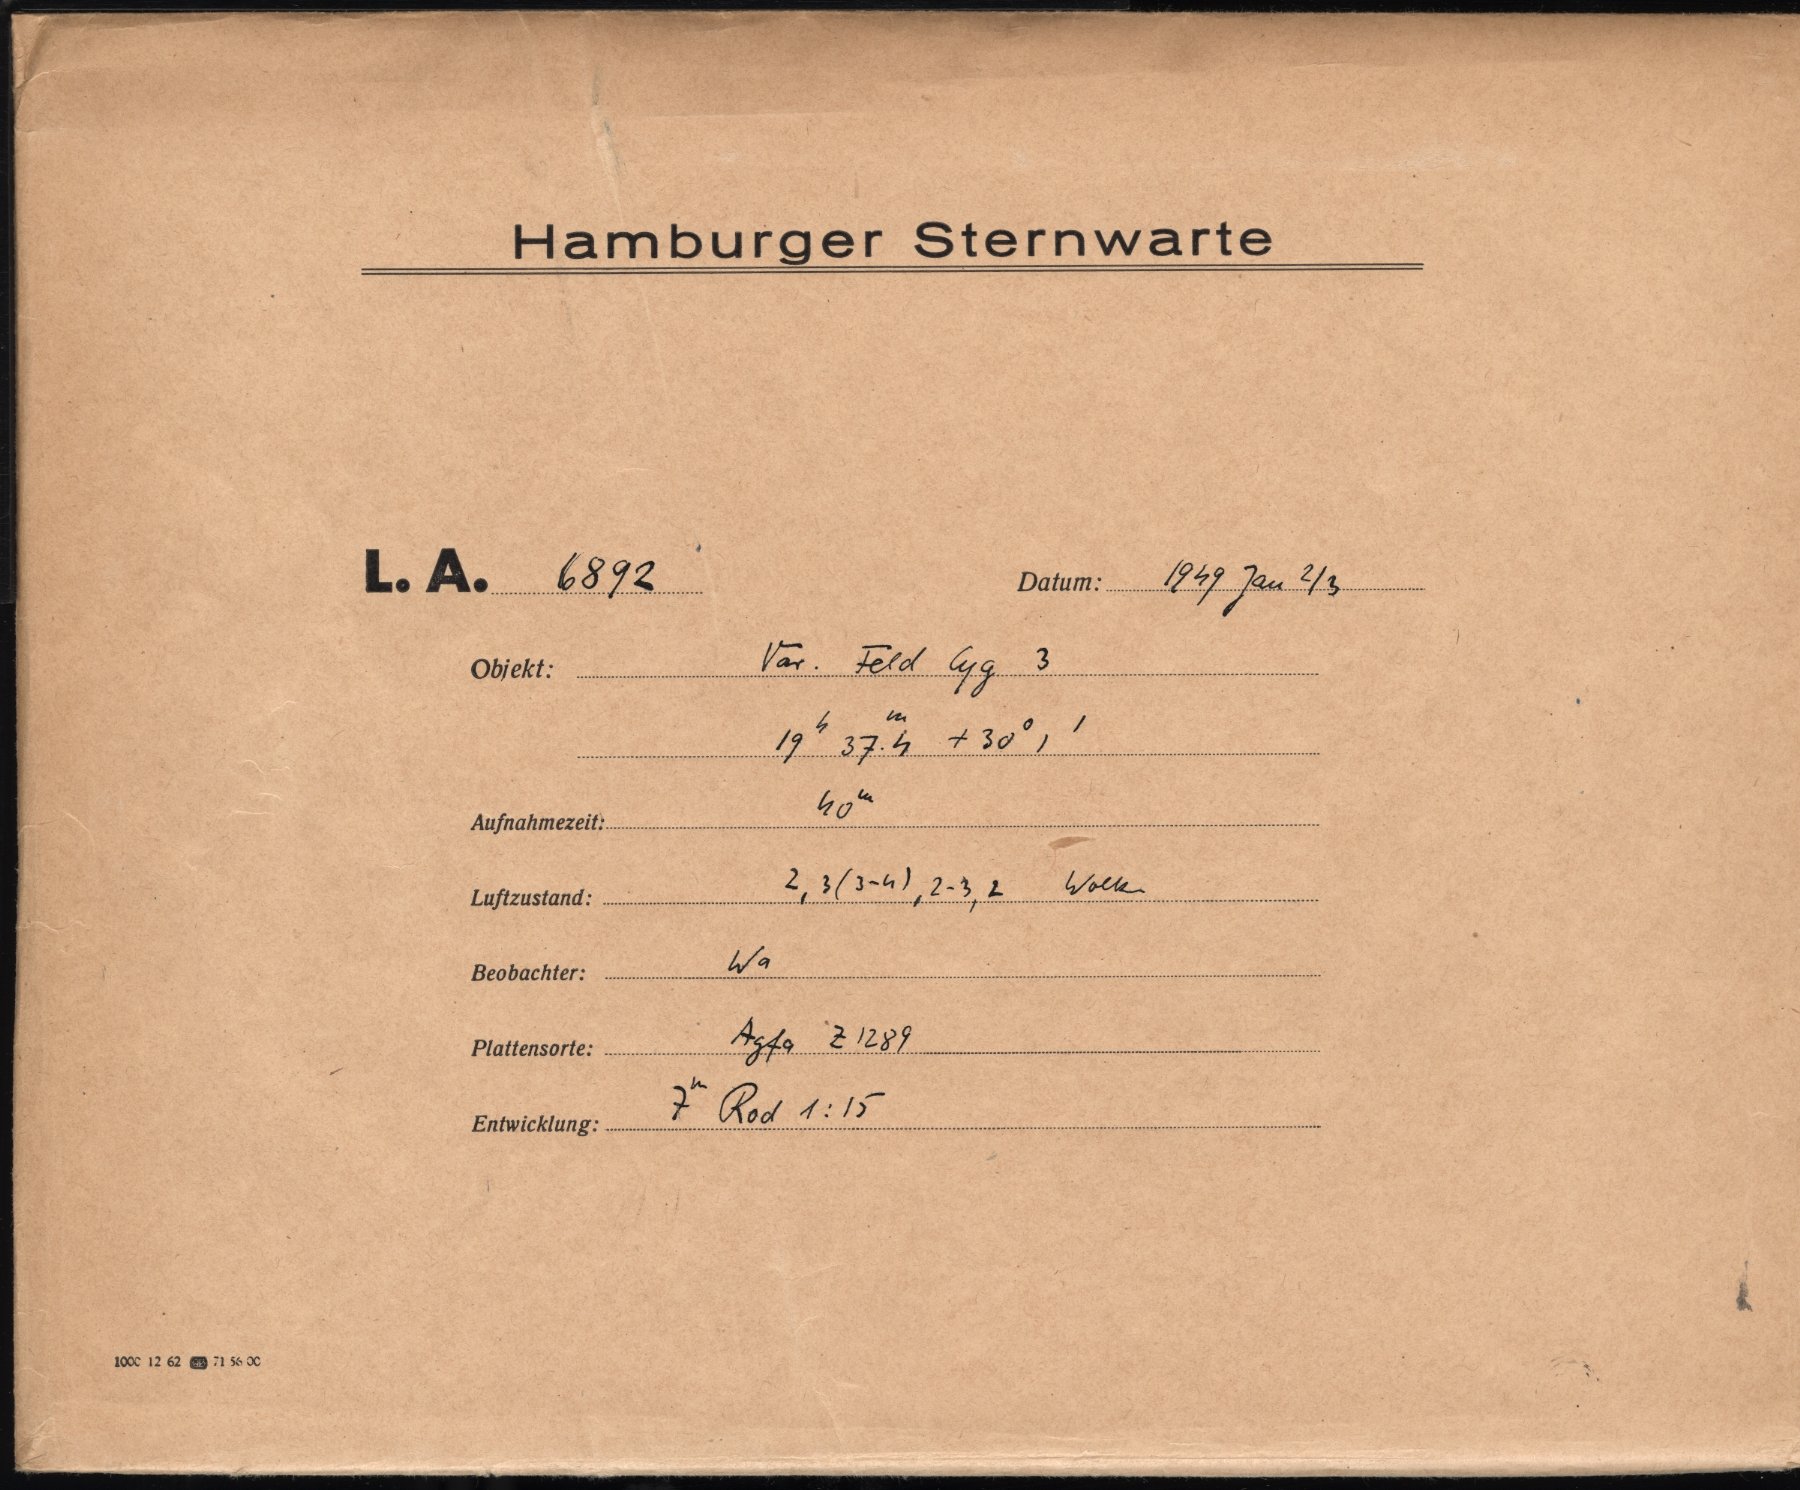 Hamburger Sternwarte
L. A. 6892 Datum: 1949 Jan 2/3
Objekt: Var. Feld Cyg 3
19ʰ 37.4ᵐ +30° 1'
Aufnahmezeit: 40ᵐ
Luftzustand: 2, 3(3-4), 2-3, 2 Wolken
Beobachter: Wa
Plattensorte: Agfa Z 1289
Entwicklung: 7ᵐ Rod 1:15
1000 12 62 71 56 00